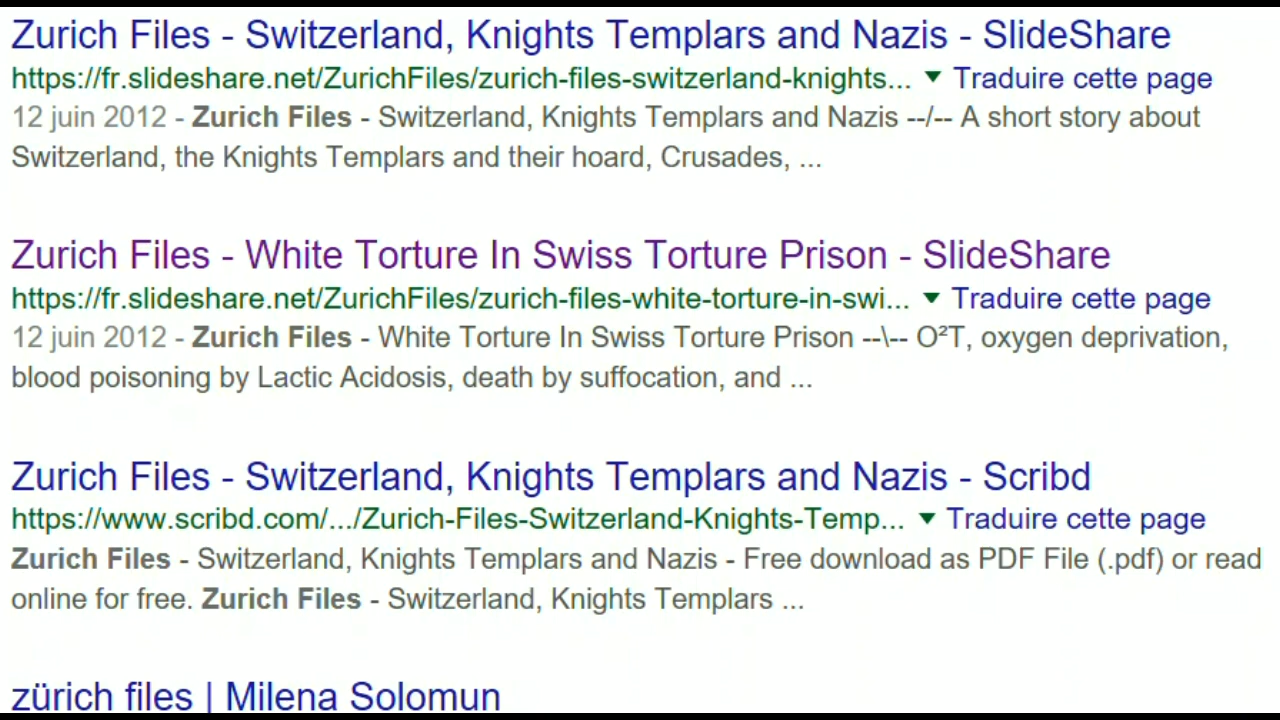 Zurich Files - Switzerland, Knights Templars and Nazis - SlideShare
https://fr.slideshare.net/ZurichFiles/zurich-files-switzerland-knights... ▼ Traduire cette page
12 juin 2012 - Zurich Files - Switzerland, Knights Templars and Nazis --/-- A short story about
Switzerland, the Knights Templars and their hoard, Crusades, ...
Zurich Files - White Torture In Swiss Torture Prison - SlideShare
https://fr.slideshare.net/ZurichFiles/zurich-files-white-torture-in-swi... ▼ Traduire cette page
12 juin 2012 - Zurich Files - White Torture In Swiss Torture Prison --\-- O²T, oxygen deprivation,
blood poisoning by Lactic Acidosis, death by suffocation, and ...
Zurich Files - Switzerland, Knights Templars and Nazis - Scribd
https://www.scribd.com/.../Zurich-Files-Switzerland-Knights-Temp... ▼ Traduire cette page
Zurich Files - Switzerland, Knights Templars and Nazis - Free download as PDF File (.pdf) or read
online for free. Zurich Files - Switzerland, Knights Templars ...
zürich files | Milena Solomun